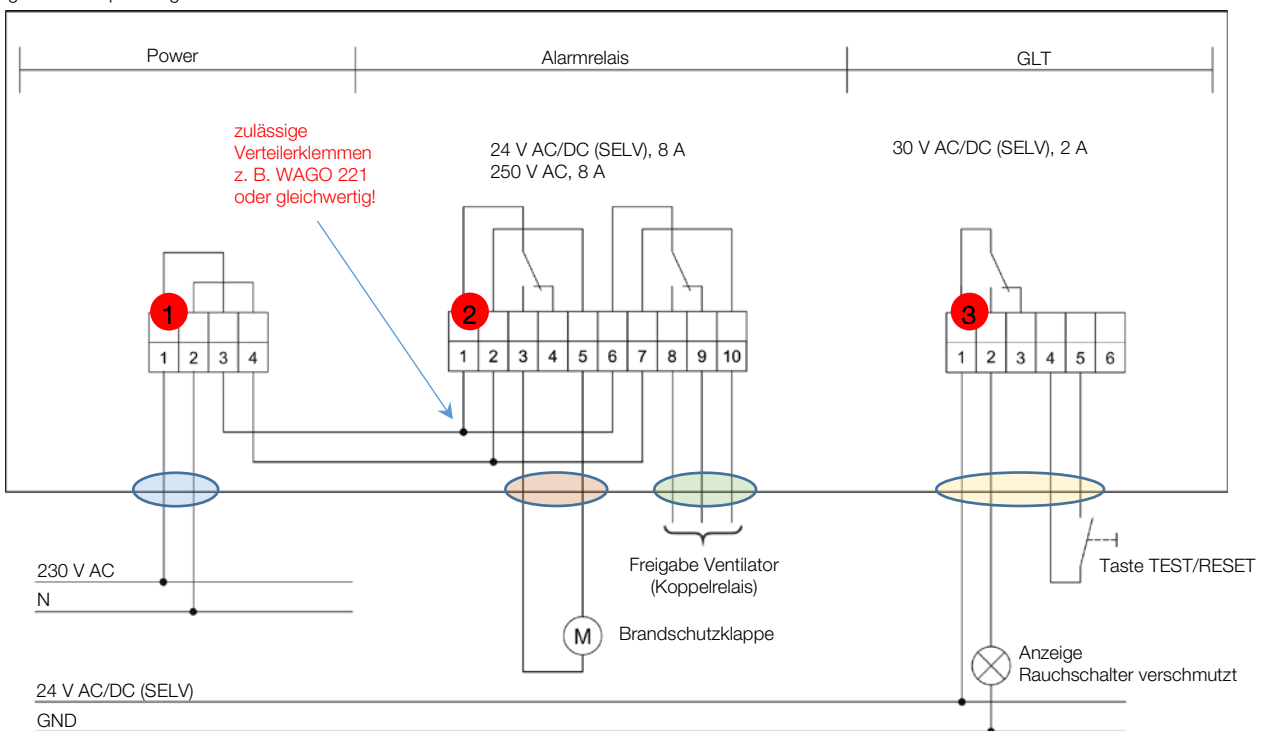 Power
Alarmrelais
GLT
zulässige
Verteilerklemmen
z. B. WAGO 221
oder gleichwertig!
24 V AC/DC (SELV), 8 A
250 V AC, 8 A
30 V AC/DC (SELV), 2 A
1
2
3
1 2 3 4
1 2 3 4 5 6 7 8 9 10
1 2 3 4 5 6
Freigabe Ventilator
(Koppelrelais)
Taste TEST/RESET
230 V AC
N
M
Brandschutzklappe
Anzeige
Rauchschalter verschmutzt
24 V AC/DC (SELV)
GND